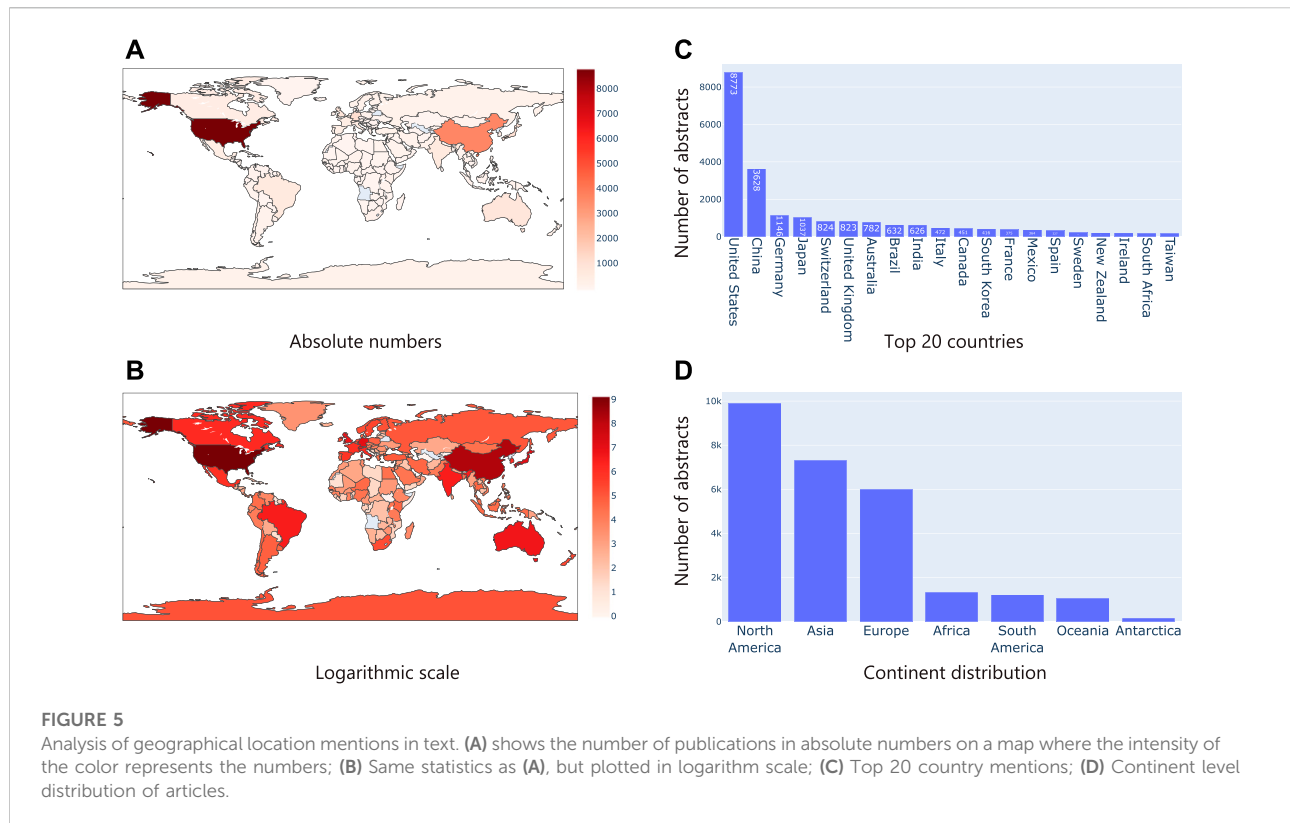 A
8000
7000
6000
5000
4000
3000
2000
1000
Absolute numbers
B
9
8
7
6
5
4
3
2
1
0
Logarithmic scale
C
Number of abstracts
8000
6000
4000
2000
0
8773
3628
1146
1037
824
823
782
632
626
472
451
United States
China
Germany
Japan
Switzerland
United Kingdom
Australia
Brazil
India
Italy
Canada
South Korea
France
Mexico
Spain
Sweden
New Zealand
Ireland
South Africa
Taiwan
Top 20 countries
D
Number of abstracts
10k
8k
6k
4k
2k
0
North America
Asia
Europe
Africa
South America
Oceania
Antarctica
Continent distribution
FIGURE 5
Analysis of geographical location mentions in text. (A) shows the number of publications in absolute numbers on a map where the intensity of
the color represents the numbers; (B) Same statistics as (A), but plotted in logarithm scale; (C) Top 20 country mentions; (D) Continent level
distribution of articles.